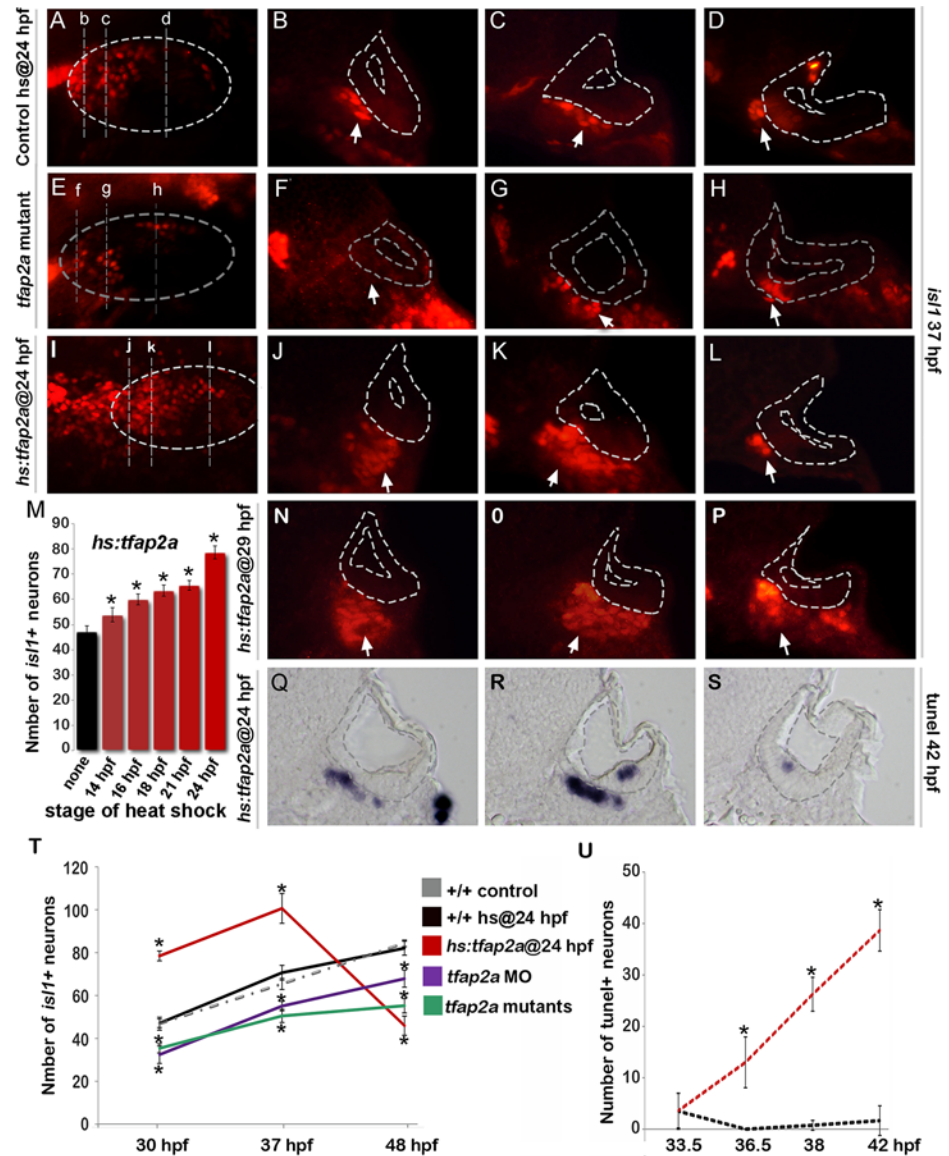 Control hs@24 hpf
A
b
c
d
B
C
D
tfap2a mutant
E
f
g
h
F
G
H
isl1 37 hpf
hs:tfap2a@24 hpf
I
j
k
l
J
K
L
M
hs:tfap2a
Nmber of isl1+ neurons
90
80
70
60
50
40
30
20
10
0
*
*
*
*
*
none
14 hpf
16 hpf
18 hpf
21 hpf
24 hpf
stage of heat shock
hs:tfap2a@29 hpf
N
O
P
hs:tfap2a@24 hpf
Q
R
S
tunel 42 hpf
T
Nmber of isl1+ neurons
120
100
80
60
40
20
0
*
*
*
*
*
*
*
*
*
30 hpf
37 hpf
48 hpf
+/+ control
+/+ hs@24 hpf
hs:tfap2a@24 hpf
tfap2a MO
tfap2a mutants
U
Number of tunel+ neurons
50
40
30
20
10
0
*
*
*
33.5
36.5
38
42 hpf